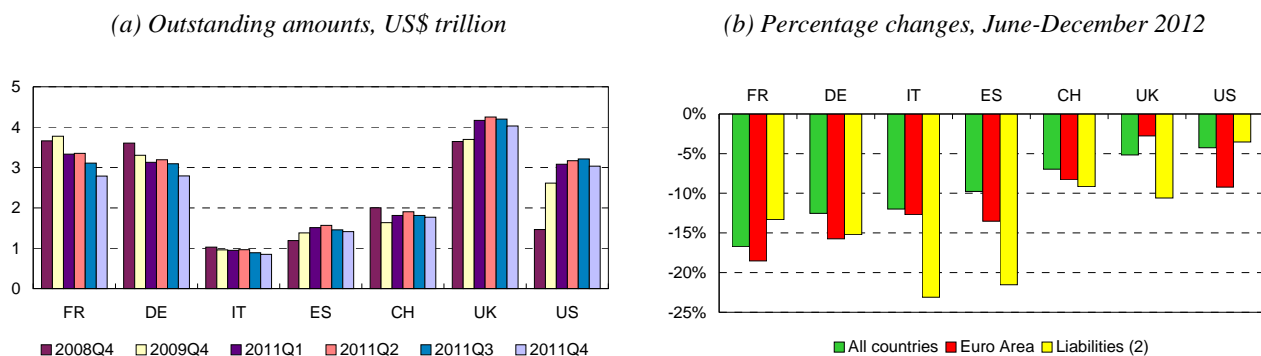 (a) Outstanding amounts, US$ trillion
5
4
3
2
1
0
FR DE IT ES CH UK US
2008Q4 2009Q4 2011Q1 2011Q2 2011Q3 2011Q4
(b) Percentage changes, June-December 2012
FR DE IT ES CH UK US
0%
-5%
-10%
-15%
-20%
-25%
All countries Euro Area Liabilities (2)